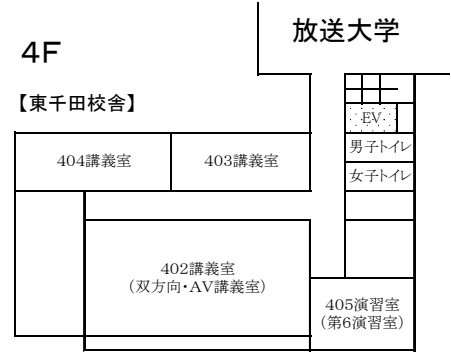 放送大学
4F
【東千田校舎】
EV
男子トイレ
404講義室
403講義室
女子トイレ
402講義室
（双方向・AV講義室）
405演習室
（第6演習室）